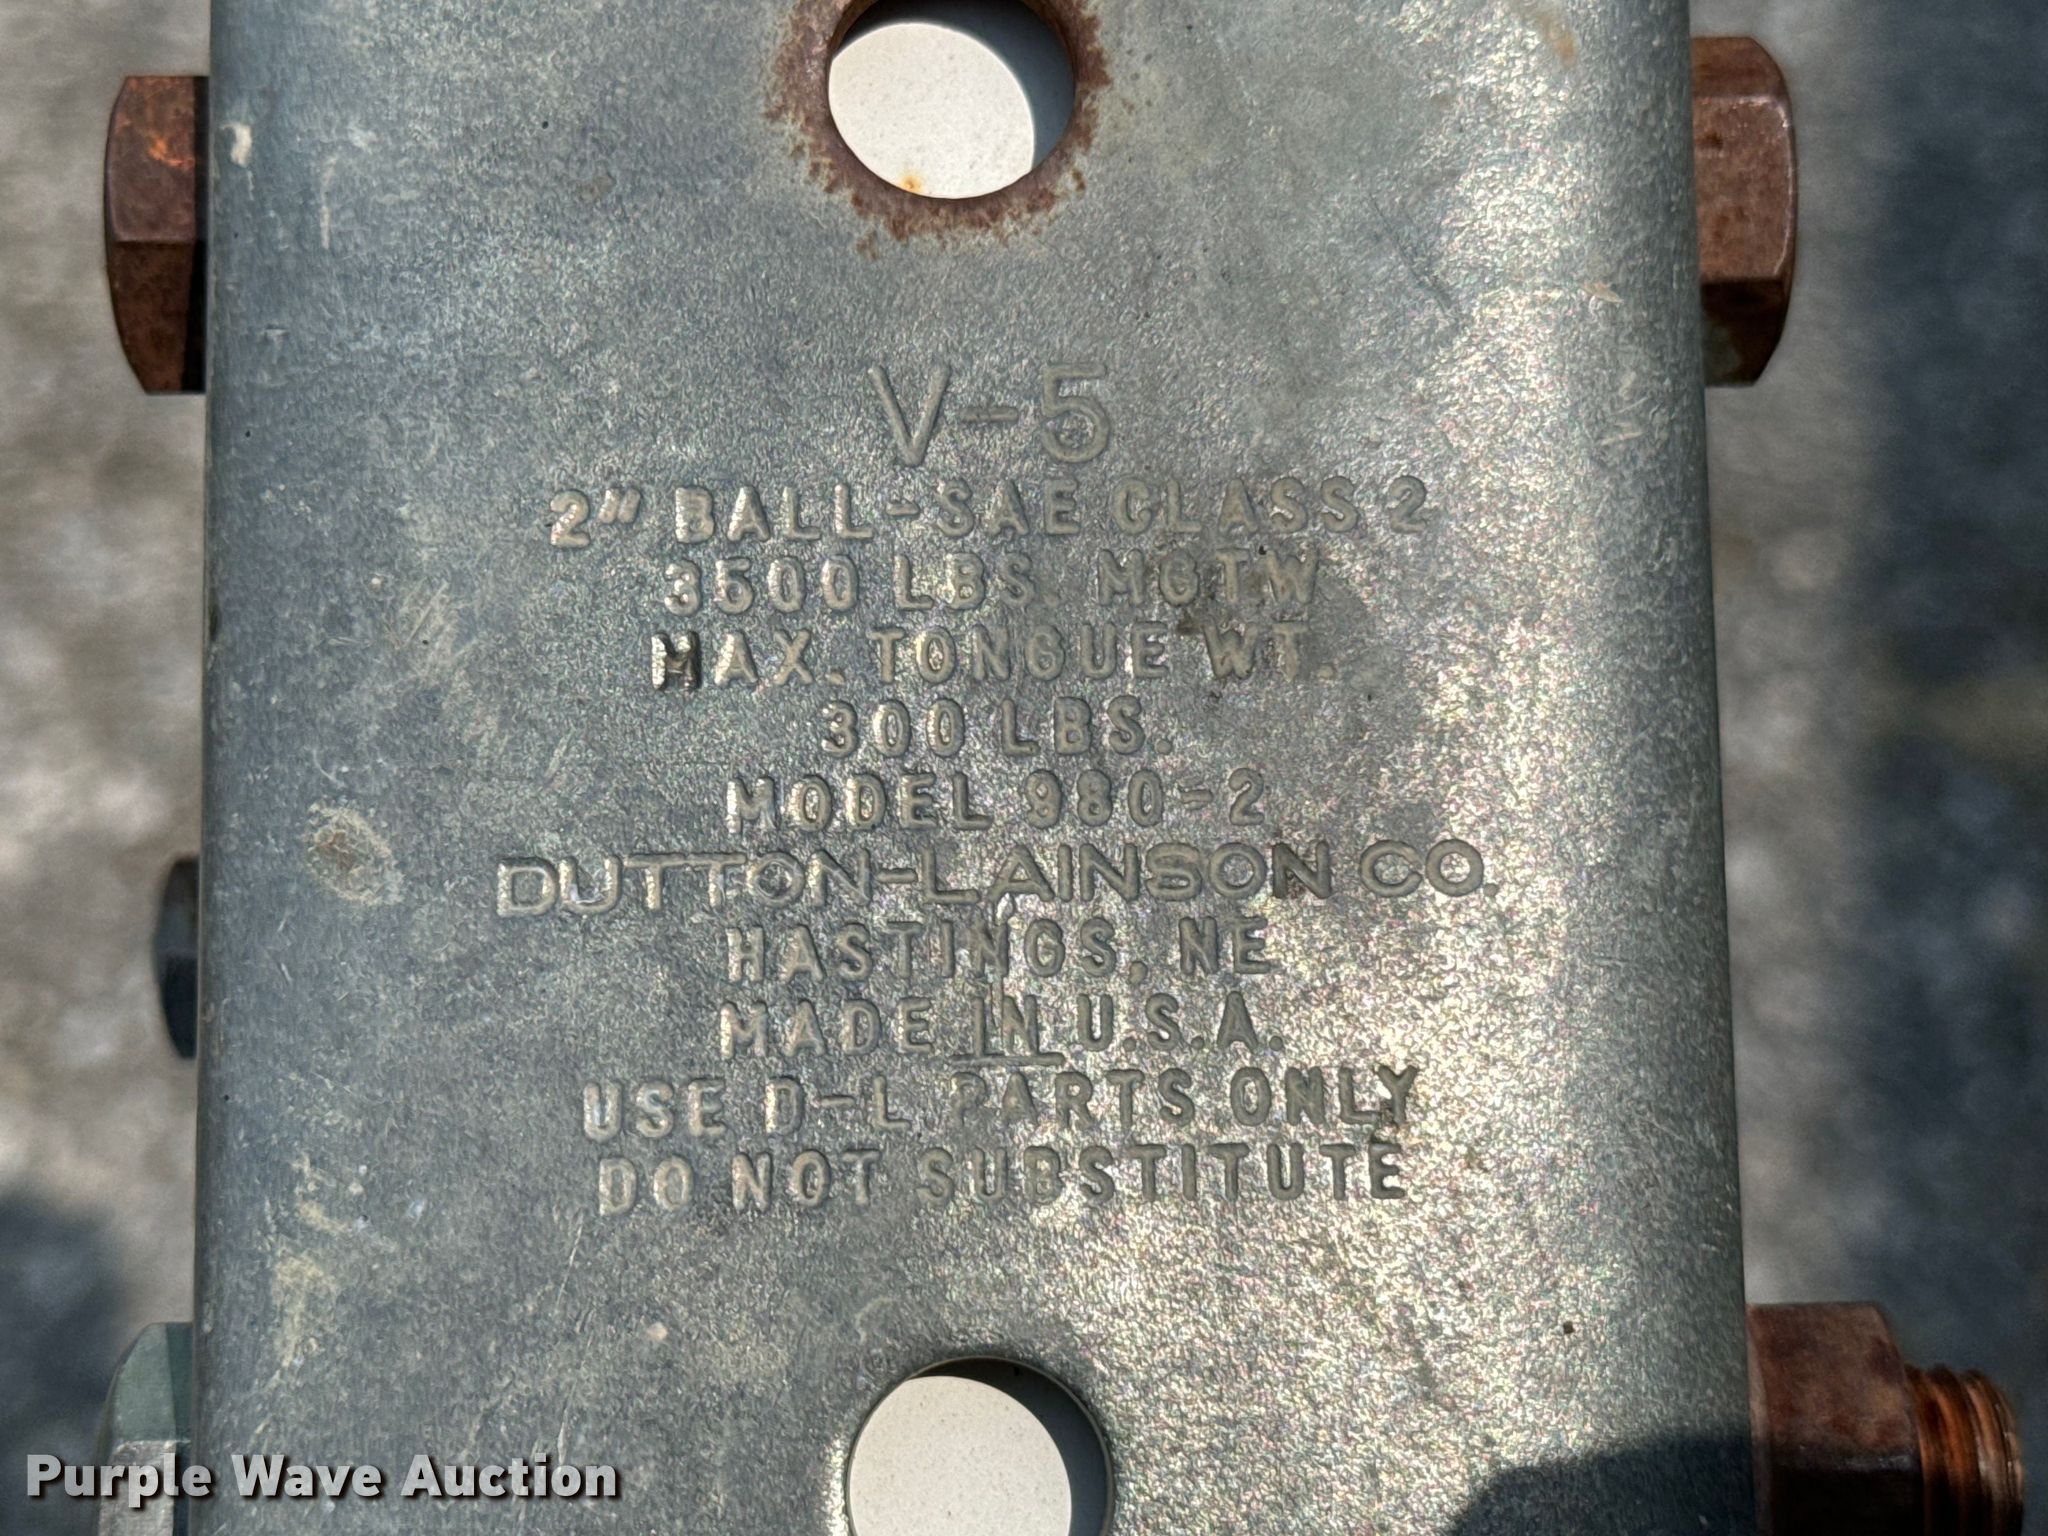 V-5
2" BALL-SAE CLASS 2
3500 LBS. MGTW
MAX. TONGUE WT.
300 LBS.
MODEL 980-2
DUTTON-LAINSON CO.
HASTINGS, NE
MADE IN U.S.A.
USE D-L PARTS ONLY
DO NOT SUBSTITUTE
Purple Wave Auction